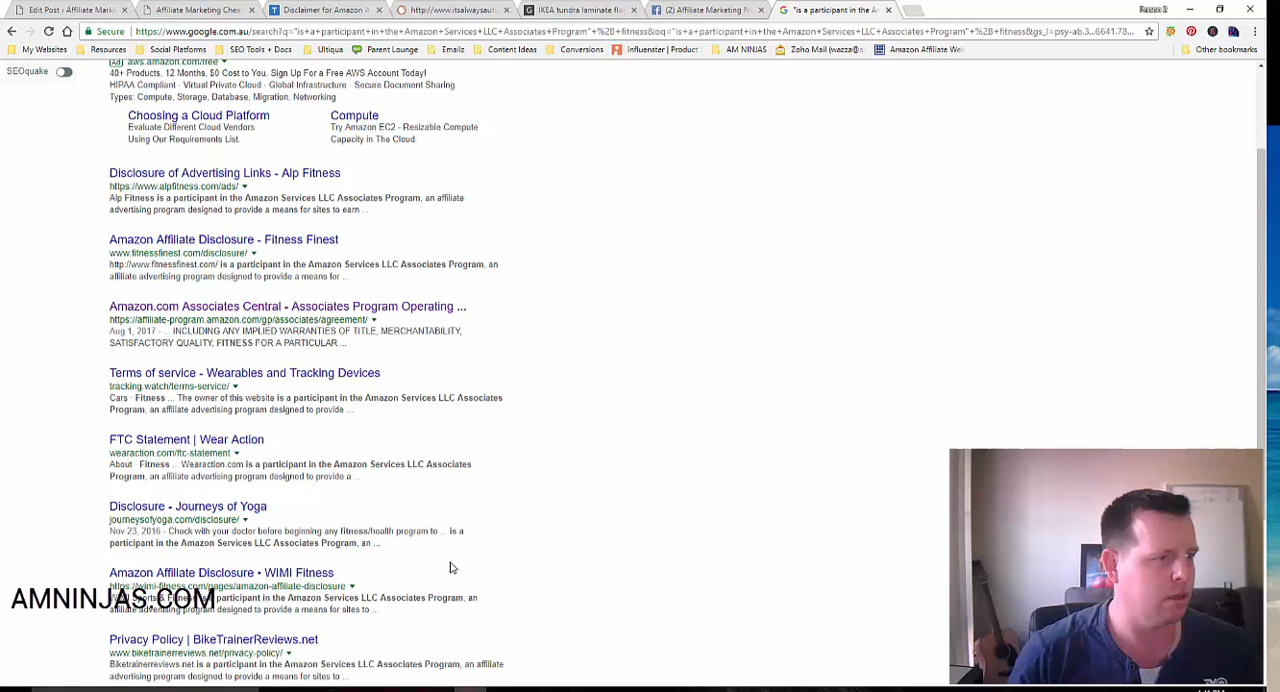 Edit Post ‹ Affiliate Mark
Affiliate Marketing Chea
Disclaimer for Amazon A
http://www.itsalwaysautu
IKEA tundra laminate flo
(2) Affiliate Marketing N
"is a participant in the Am
Person 2
Secure
https://www.google.com.au/search?q="is+a+participant+in+the+Amazon+Services+LLC+Associates+Program"+%2B+fitness&oq="is+a+participant+in+the+Amazon+Services+LLC+Associates+Program"+%2B+fitness&gs_l=psy-ab.3...6641.78...
My Websites
Resources
Social Platforms
SEO Tools + Docs
Ultiqua
Parent Lounge
Emailz
Content Ideas
Conversions
Influenster | Product
AM NINJAS
Zoho Mail (wazza@a
Amazon Affiliate Web
Other bookmarks
SEOquake
Ad aws.amazon.com/free
40+ Products. 12 Months, $0 Cost to You. Sign Up For a Free AWS Account Today!
HIPAA Compliant · Virtual Private Cloud · Global Infrastructure · Secure Document Sharing
Types: Compute, Storage, Database, Migration, Networking
Choosing a Cloud Platform
Evaluate Different Cloud Vendors
Using Our Requirements List.
Compute
Try Amazon EC2 - Resizable Compute
Capacity in The Cloud.
Disclosure of Advertising Links - Alp Fitness
https://www.alpfitness.com/ads/
Alp Fitness is a participant in the Amazon Services LLC Associates Program, an affiliate
advertising program designed to provide a means for sites to earn ...
Amazon Affiliate Disclosure - Fitness Finest
www.fitnessfinest.com/disclosure/
http://www.fitnessfinest.com/ is a participant in the Amazon Services LLC Associates Program, an
affiliate advertising program designed to provide a means for ...
Amazon.com Associates Central - Associates Program Operating ...
https://affiliate-program.amazon.com/gp/associates/agreement/
Aug 1, 2017 - ... INCLUDING ANY IMPLIED WARRANTIES OF TITLE, MERCHANTABILITY,
SATISFACTORY QUALITY, FITNESS FOR A PARTICULAR ...
Terms of service - Wearables and Tracking Devices
tracking.watch/terms-service/
Cars · Fitness ... The owner of this website is a participant in the Amazon Services LLC Associates
Program, an affiliate advertising program designed to provide ...
FTC Statement | Wear Action
wearaction.com/ftc-statement
About · Fitness ... Wearaction.com is a participant in the Amazon Services LLC Associates
Program, an affiliate advertising program designed to provide a ...
Disclosure - Journeys of Yoga
journeysofyoga.com/disclosure/
Nov 23, 2016 - Check with your doctor before beginning any fitness/health program to ... is a
participant in the Amazon Services LLC Associates Program, an ...
Amazon Affiliate Disclosure • WIMI Fitness
https://wimi-fitness.com/pages/amazon-affiliate-disclosure
WIMI Sports & Fitness is a participant in the Amazon Services LLC Associates Program, an
affiliate advertising program designed to provide a means for sites to ...
AMNINJAS.COM
Privacy Policy | BikeTrainerReviews.net
www.biketrainerreviews.net/privacy-policy/
Biketrainerreviews.net is a participant in the Amazon Services LLC Associates Program, an affiliate
advertising program designed to provide a means for sites to ...